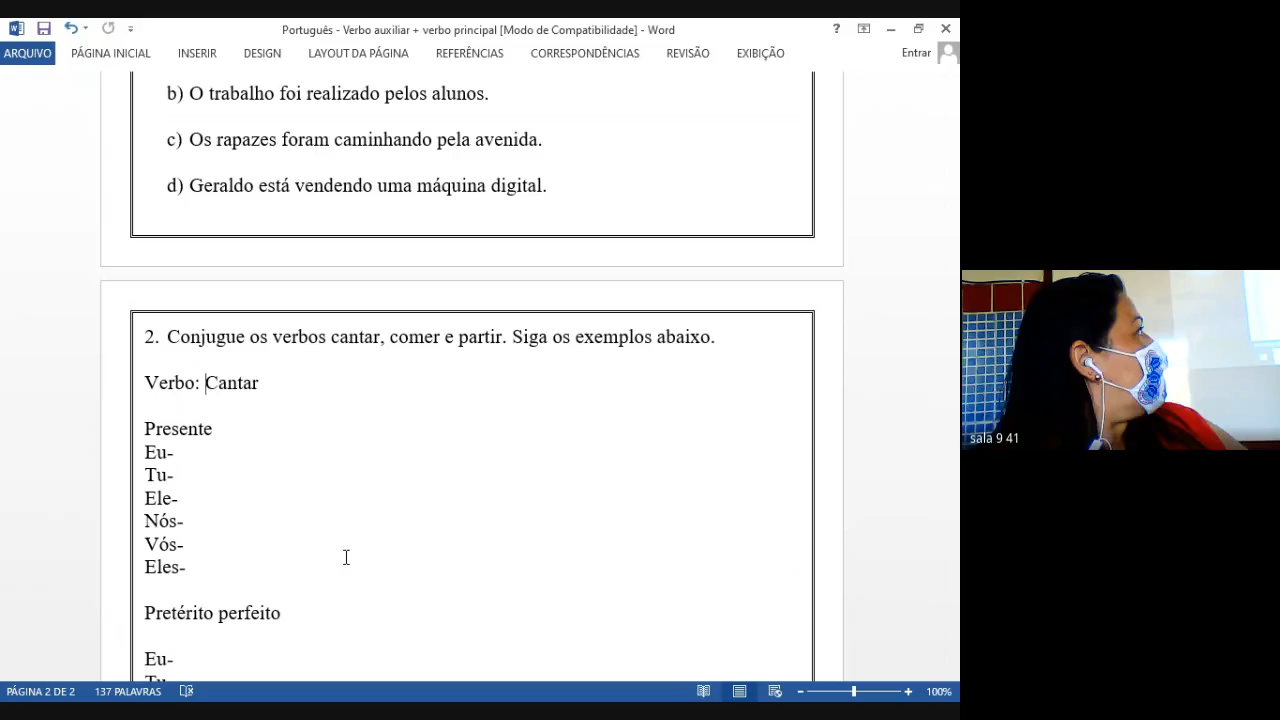 Português - Verbo auxiliar + verbo principal [Modo de Compatibilidade] - Word
ARQUIVO PÁGINA INICIAL INSERIR DESIGN LAYOUT DA PÁGINA REFERÊNCIAS CORRESPONDÊNCIAS REVISÃO EXIBIÇÃO Entrar
b) O trabalho foi realizado pelos alunos.
c) Os rapazes foram caminhando pela avenida.
d) Geraldo está vendendo uma máquina digital.
2. Conjugue os verbos cantar, comer e partir. Siga os exemplos abaixo.
Verbo: Cantar
Presente
Eu-
Tu-
Ele-
Nós-
Vós-
Eles-
Pretérito perfeito
Eu-
Tu-
sala 9 41
PÁGINA 2 DE 2 137 PALAVRAS 100%